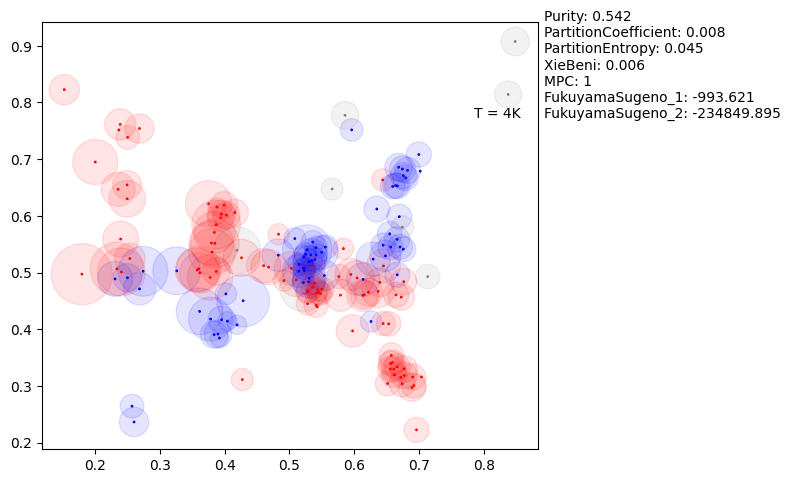 Purity: 0.542
PartitionCoefficient: 0.008
PartitionEntropy: 0.045
XieBeni: 0.006
MPC: 1
FukuyamaSugeno_1: -993.621
FukuyamaSugeno_2: -234849.895
T = 4K
0.9
0.8
0.7
0.6
0.5
0.4
0.3
0.2
0.2 0.3 0.4 0.5 0.6 0.7 0.8